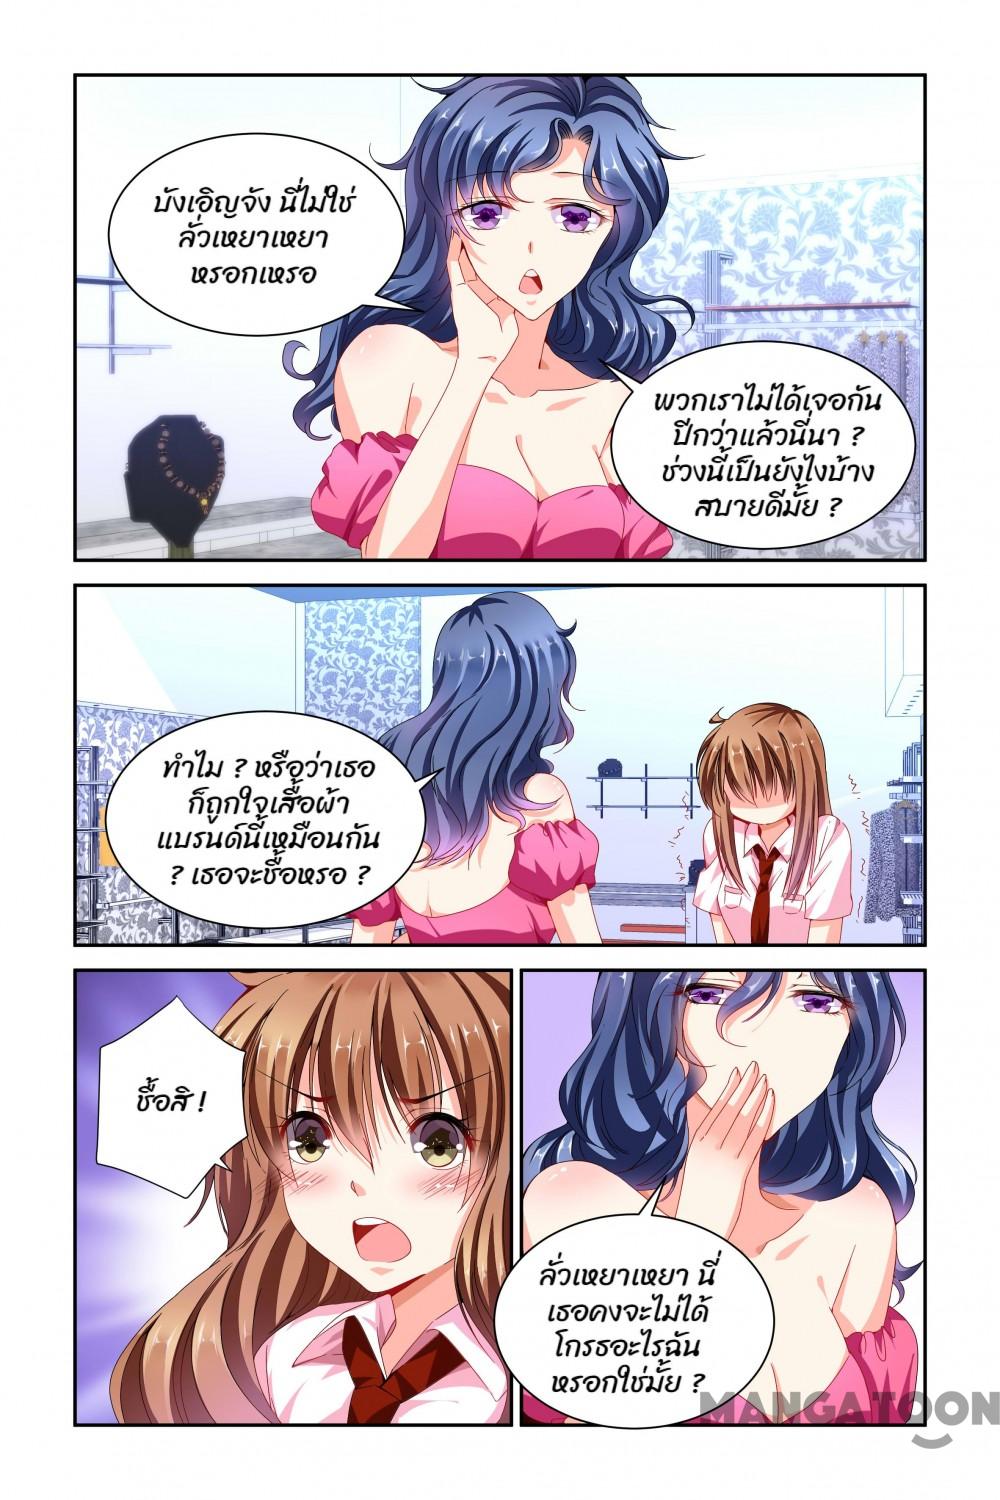 บังเอิญจัง นี่ไม่ใช่
ลั่วเหยาเหยา
หรอกเหรอ
พวกเราไม่ได้เจอกัน
ปีกว่าแล้วนี่นา ?
ช่วงนี้เป็นยังไงบ้าง
สบายดีมั้ย ?
ทำไม ? หรือว่าเธอ
ก็ถูกใจเสื้อผ้า
แบรนด์นี้เหมือนกัน
? เธอจะซื้อหรอ ?
ซื้อสิ !
ลั่วเหยาเหยา นี่
เธอคงจะไม่ได้
โกรธอะไรฉัน
หรอกใช่มั้ย ?
MANGATOON